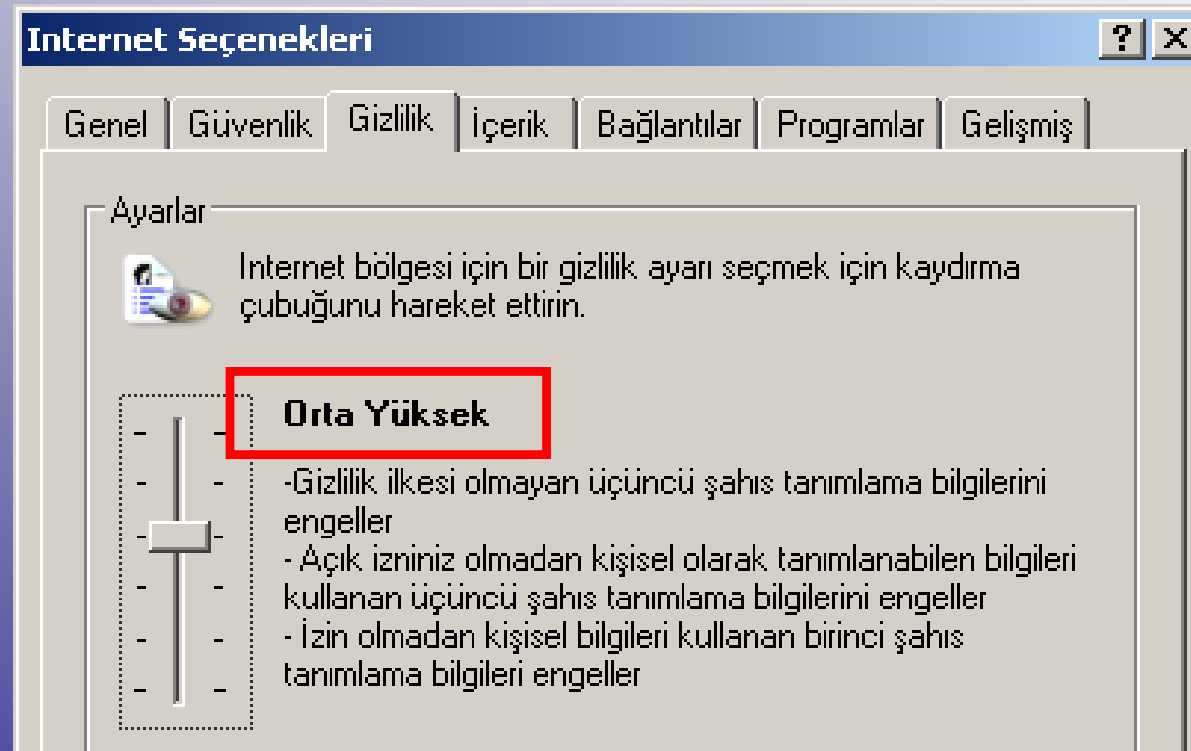 Internet Seçenekleri
Genel Güvenlik Gizlilik İçerik Bağlantılar Programlar Gelişmiş
Ayarlar
Internet bölgesi için bir gizlilik ayarı seçmek için kaydırma
çubuğunu hareket ettirin.
Orta Yüksek
-Gizlilik ilkesi olmayan üçüncü şahıs tanımlama bilgilerini
engeller
- Açık izniniz olmadan kişisel olarak tanımlanabilen bilgileri
kullanan üçüncü şahıs tanımlama bilgilerini engeller
- İzin olmadan kişisel bilgileri kullanan birinci şahıs
tanımlama bilgileri engeller